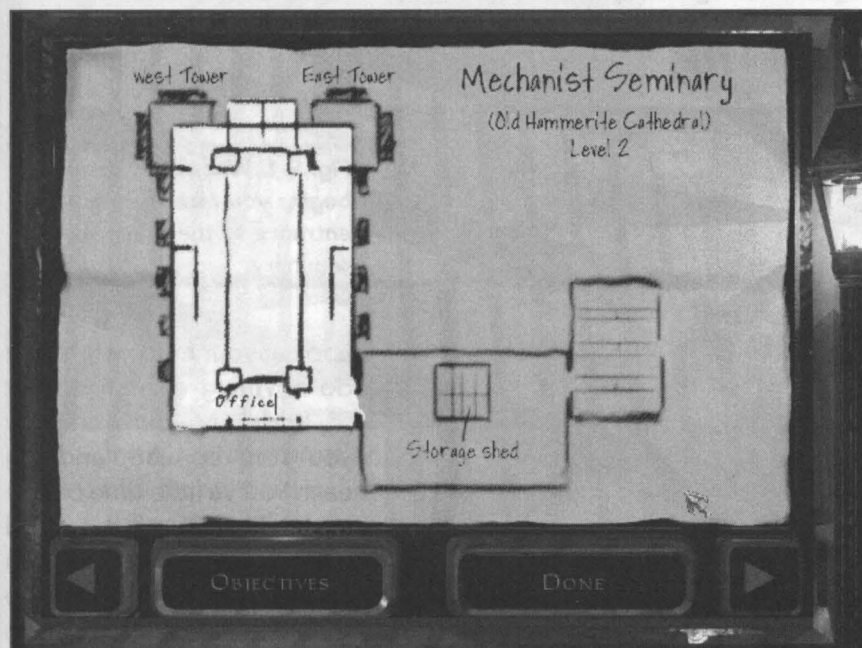 West Tower
East Tower
Mechanist Seminary
(Old Hammerite Cathedral)
Level 2
Office
Storage shed
OBJECTIVES
DONE